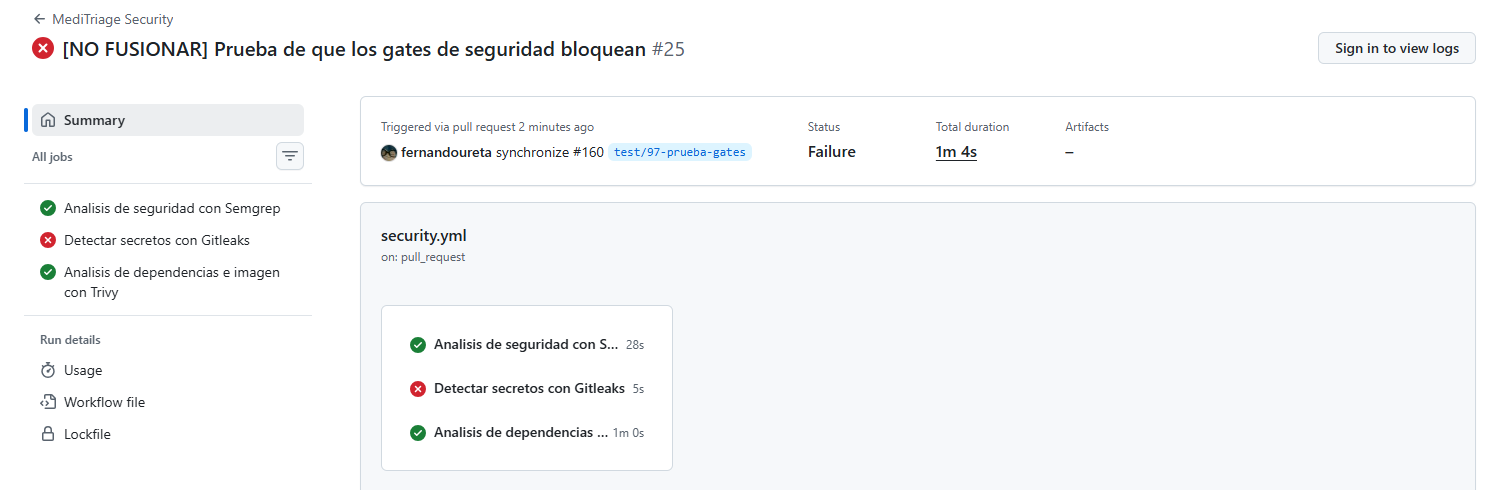 ← MediTriage Security
[NO FUSIONAR] Prueba de que los gates de seguridad bloquean #25
Sign in to view logs
Summary
All jobs
Analisis de seguridad con Semgrep
Detectar secretos con Gitleaks
Analisis de dependencias e imagen
con Trivy
Run details
Usage
Workflow file
Lockfile
Triggered via pull request 2 minutes ago
fernandoureta synchronize #160 test/97-prueba-gates
Status
Failure
Total duration
1m 4s
Artifacts
–
security.yml
on: pull_request
Analisis de seguridad con S... 28s
Detectar secretos con Gitleaks 5s
Analisis de dependencias ... 1m 0s